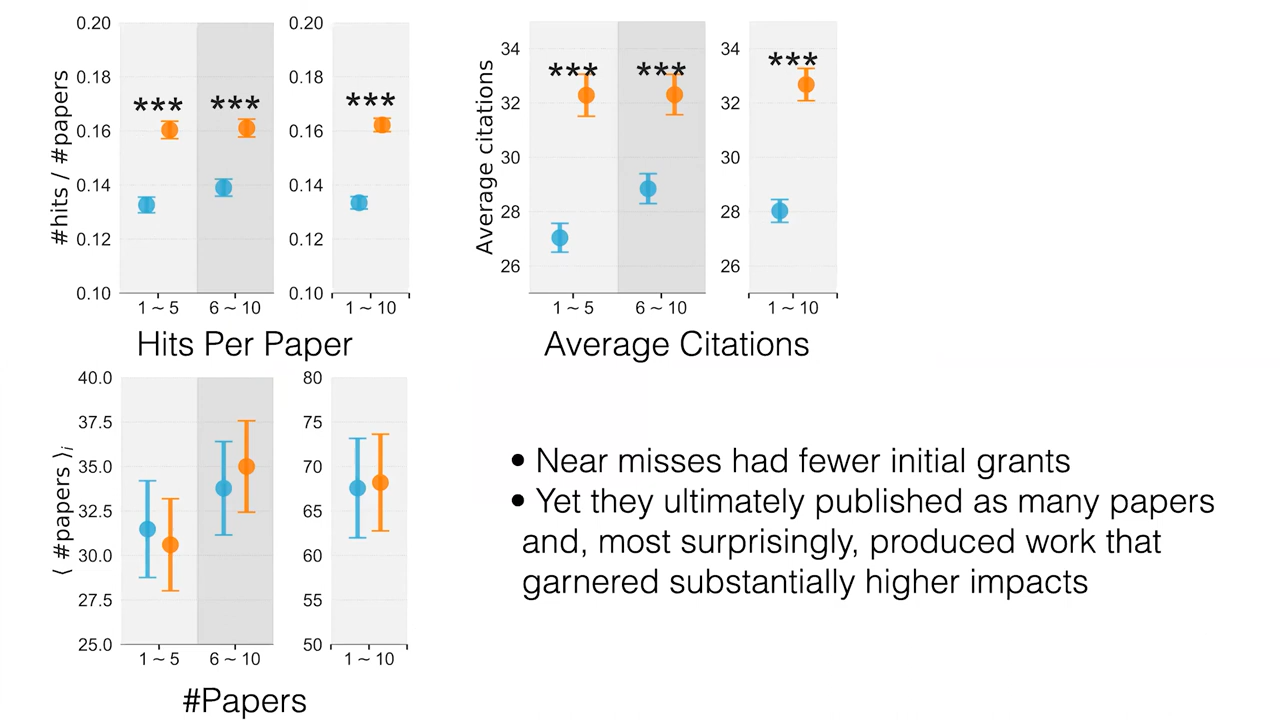 0.20
0.18
0.16
0.14
0.12
0.10
#hits / #papers
***
***
1 ~ 5
6 ~ 10
0.20
0.18
0.16
0.14
0.12
0.10
***
1 ~ 10
Hits Per Paper
34
32
30
28
26
Average citations
***
***
1 ~ 5
6 ~ 10
34
32
30
28
26
***
1 ~ 10
Average Citations
40.0
37.5
35.0
32.5
30.0
27.5
25.0
⟨ #papers ⟩i
1 ~ 5
6 ~ 10
80
75
70
65
60
55
50
1 ~ 10
#Papers
• Near misses had fewer initial grants
• Yet they ultimately published as many papers
and, most surprisingly, produced work that
garnered substantially higher impacts